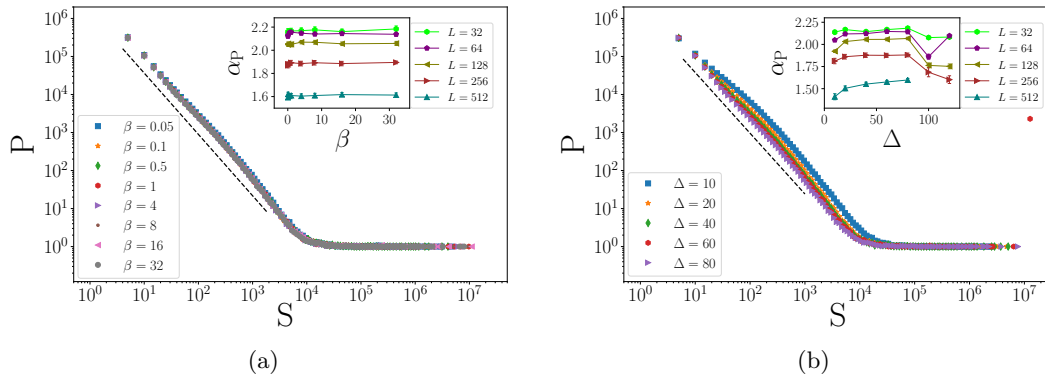 10^6
10^5
10^4
10^3
10^2
10^1
10^0
P
10^0
10^1
10^2
10^3
10^4
10^5
10^6
10^7
S
β = 0.05
β = 0.1
β = 0.5
β = 1
β = 4
β = 8
β = 16
β = 32
2.2
2.0
1.8
1.6
α_P
0
10
20
30
β
L = 32
L = 64
L = 128
L = 256
L = 512
(a)
10^6
10^5
10^4
10^3
10^2
10^1
10^0
P
10^0
10^1
10^2
10^3
10^4
10^5
10^6
10^7
S
Δ = 10
Δ = 20
Δ = 40
Δ = 60
Δ = 80
2.25
2.00
1.75
1.50
α_P
0
50
100
Δ
L = 32
L = 64
L = 128
L = 256
L = 512
(b)